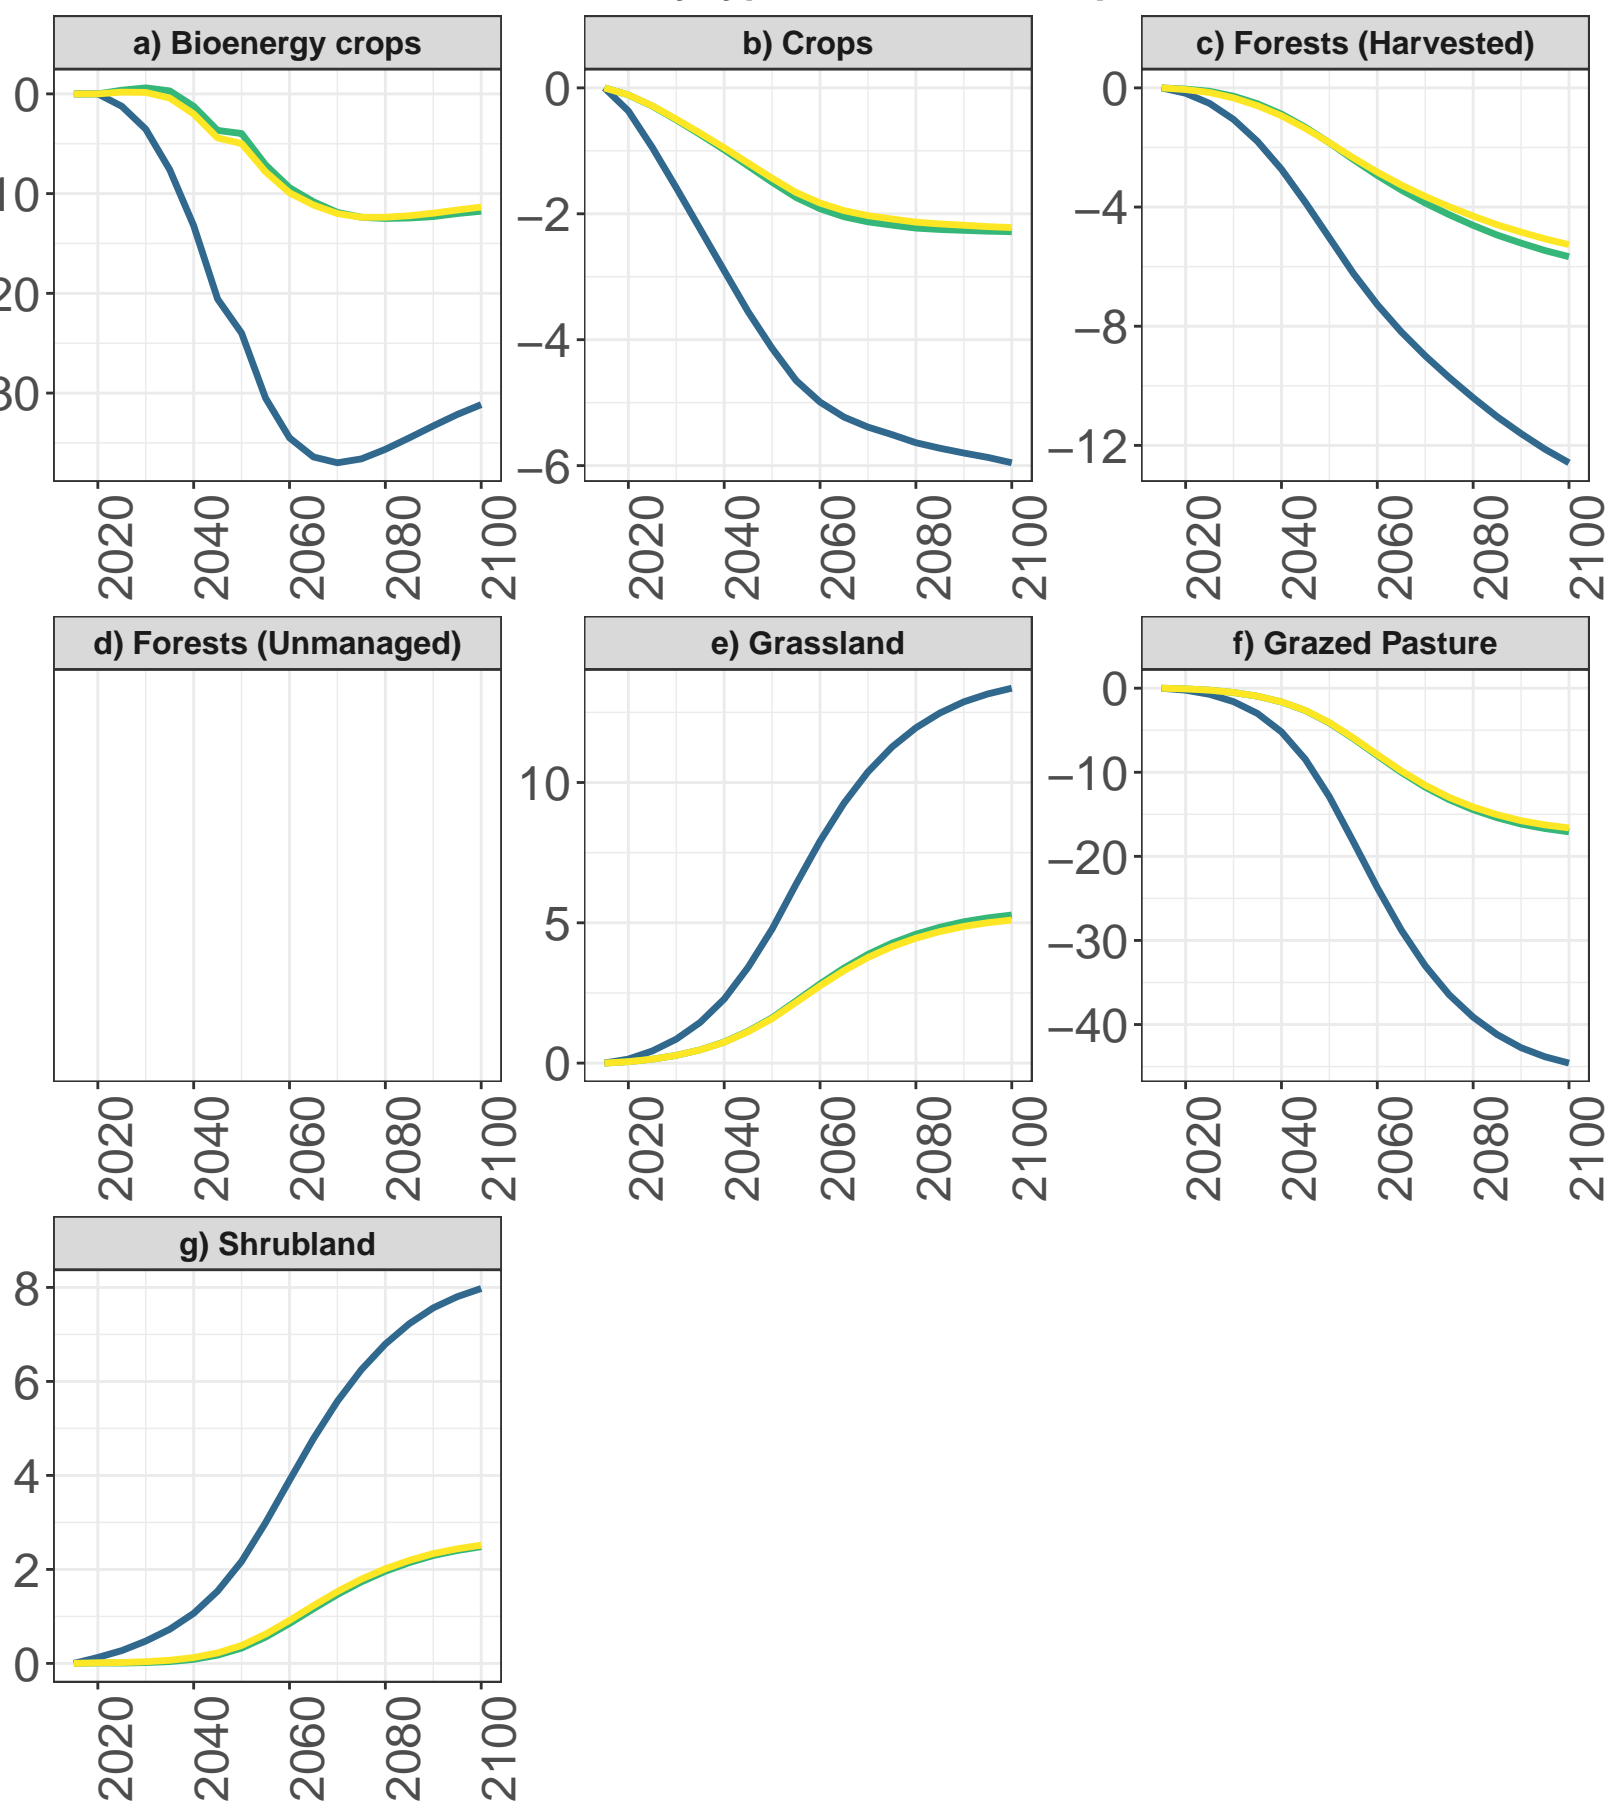 a) Bioenergy crops
0
10
20
30
2020 2040 2060 2080 2100
b) Crops
0
−2
−4
−6
2020 2040 2060 2080 2100
c) Forests (Harvested)
0
−4
−8
−12
2020 2040 2060 2080 2100
d) Forests (Unmanaged)
2020 2040 2060 2080 2100
e) Grassland
10
5
0
2020 2040 2060 2080 2100
f) Grazed Pasture
0
−10
−20
−30
−40
2020 2040 2060 2080 2100
g) Shrubland
8
6
4
2
0
2020 2040 2060 2080 2100